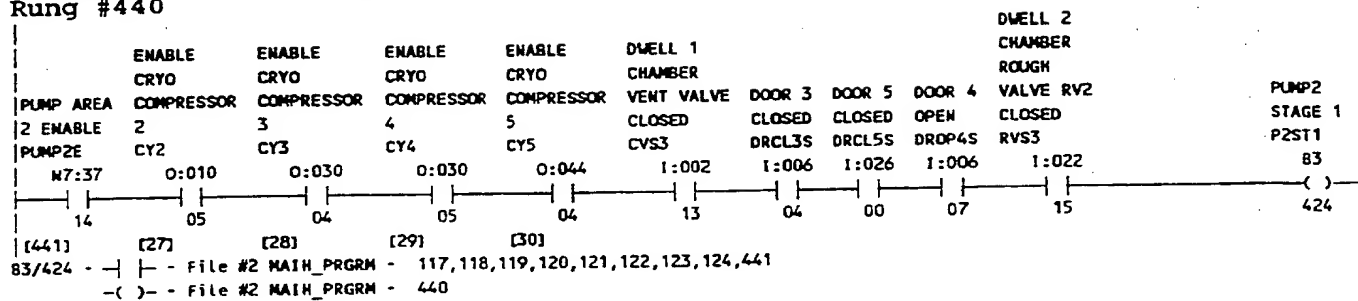 Rung #440
DWELL 2
ENABLE ENABLE ENABLE ENABLE DWELL 1 CHAMBER
CRYO CRYO CRYO CRYO CHAMBER ROUGH
PUMP AREA COMPRESSOR COMPRESSOR COMPRESSOR COMPRESSOR VENT VALVE DOOR 3 DOOR 5 DOOR 4 VALVE RV2 PUMP2
2 ENABLE 2 3 4 5 CLOSED CLOSED CLOSED OPEN CLOSED STAGE 1
PUMP2E CY2 CY3 CY4 CY5 CVS3 DRCL3S DRCL5S DROP4S RVS3 P2ST1
N7:37 O:010 O:030 O:030 O:044 I:002 I:006 I:026 I:006 I:022 B3
14 05 04 05 04 13 04 00 07 15 424
[441] [27] [28] [29] [30]
B3/424 - -| |- - File #2 MAIN_PRGRM - 117,118,119,120,121,122,123,124,441
-( )- - File #2 MAIN_PRGRM - 440